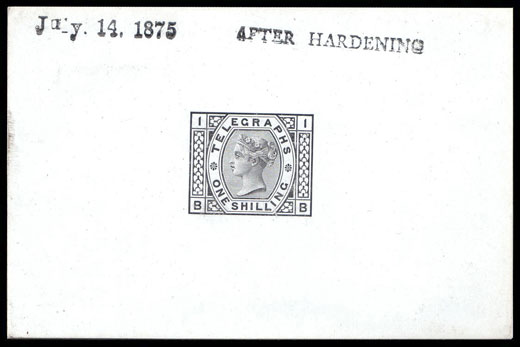 July. 14. 1875 AFTER HARDENING
I TELEGRAPHS I
B ONE SHILLING B